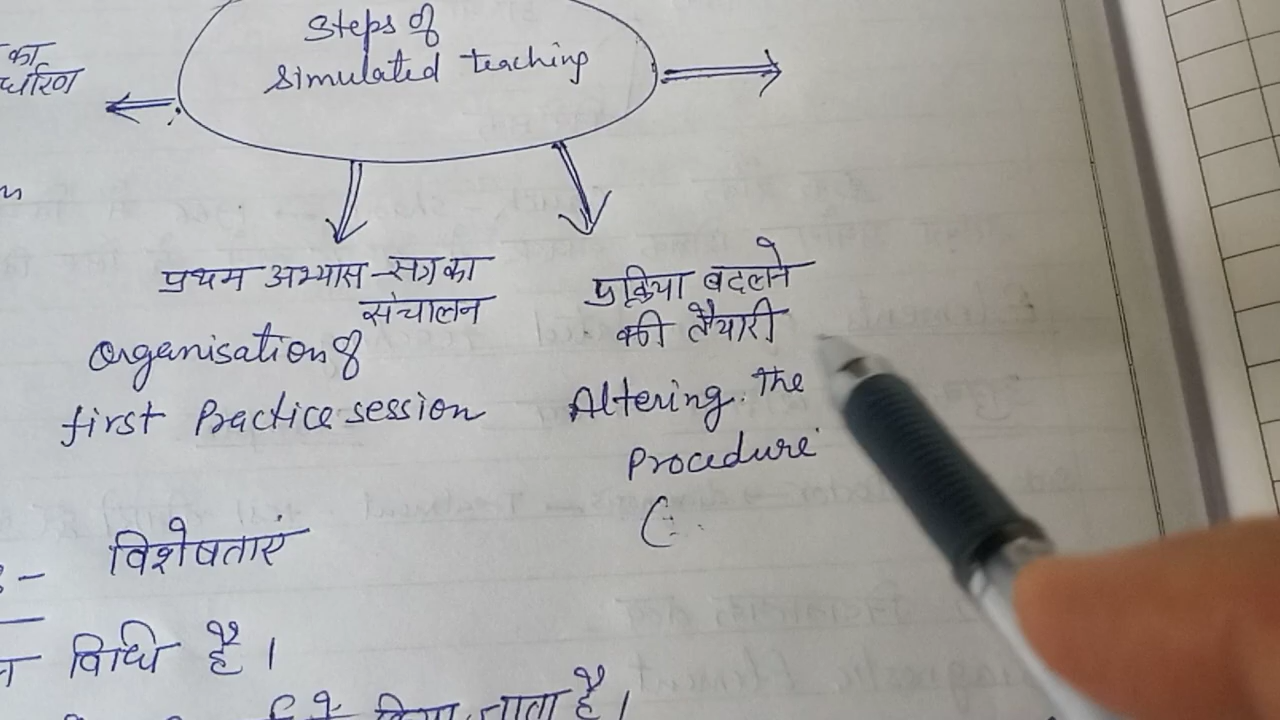 Steps of
simulated teaching
का
प्रथम अभ्यास-सत्र का
संचालन
Organisation of
first Practice session
प्रक्रिया बदलने
की तैयारी
Altering The
Procedure
(
विशेषताएं
विधि है।
किया जाता है।